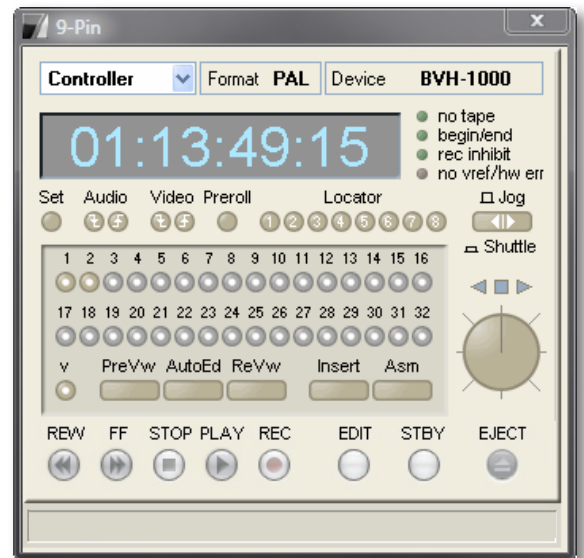 9-Pin
Controller Format PAL Device BVH-1000
01:13:49:15
no tape
begin/end
rec inhibit
no vref/hw err
Set Audio Video Preroll Locator Jog
1 2 3 4 5 6 7 8
Shuttle
1 2 3 4 5 6 7 8 9 10 11 12 13 14 15 16
17 18 19 20 21 22 23 24 25 26 27 28 29 30 31 32
v PreVw AutoEd ReVw Insert Asm
REW FF STOP PLAY REC EDIT STBY EJECT